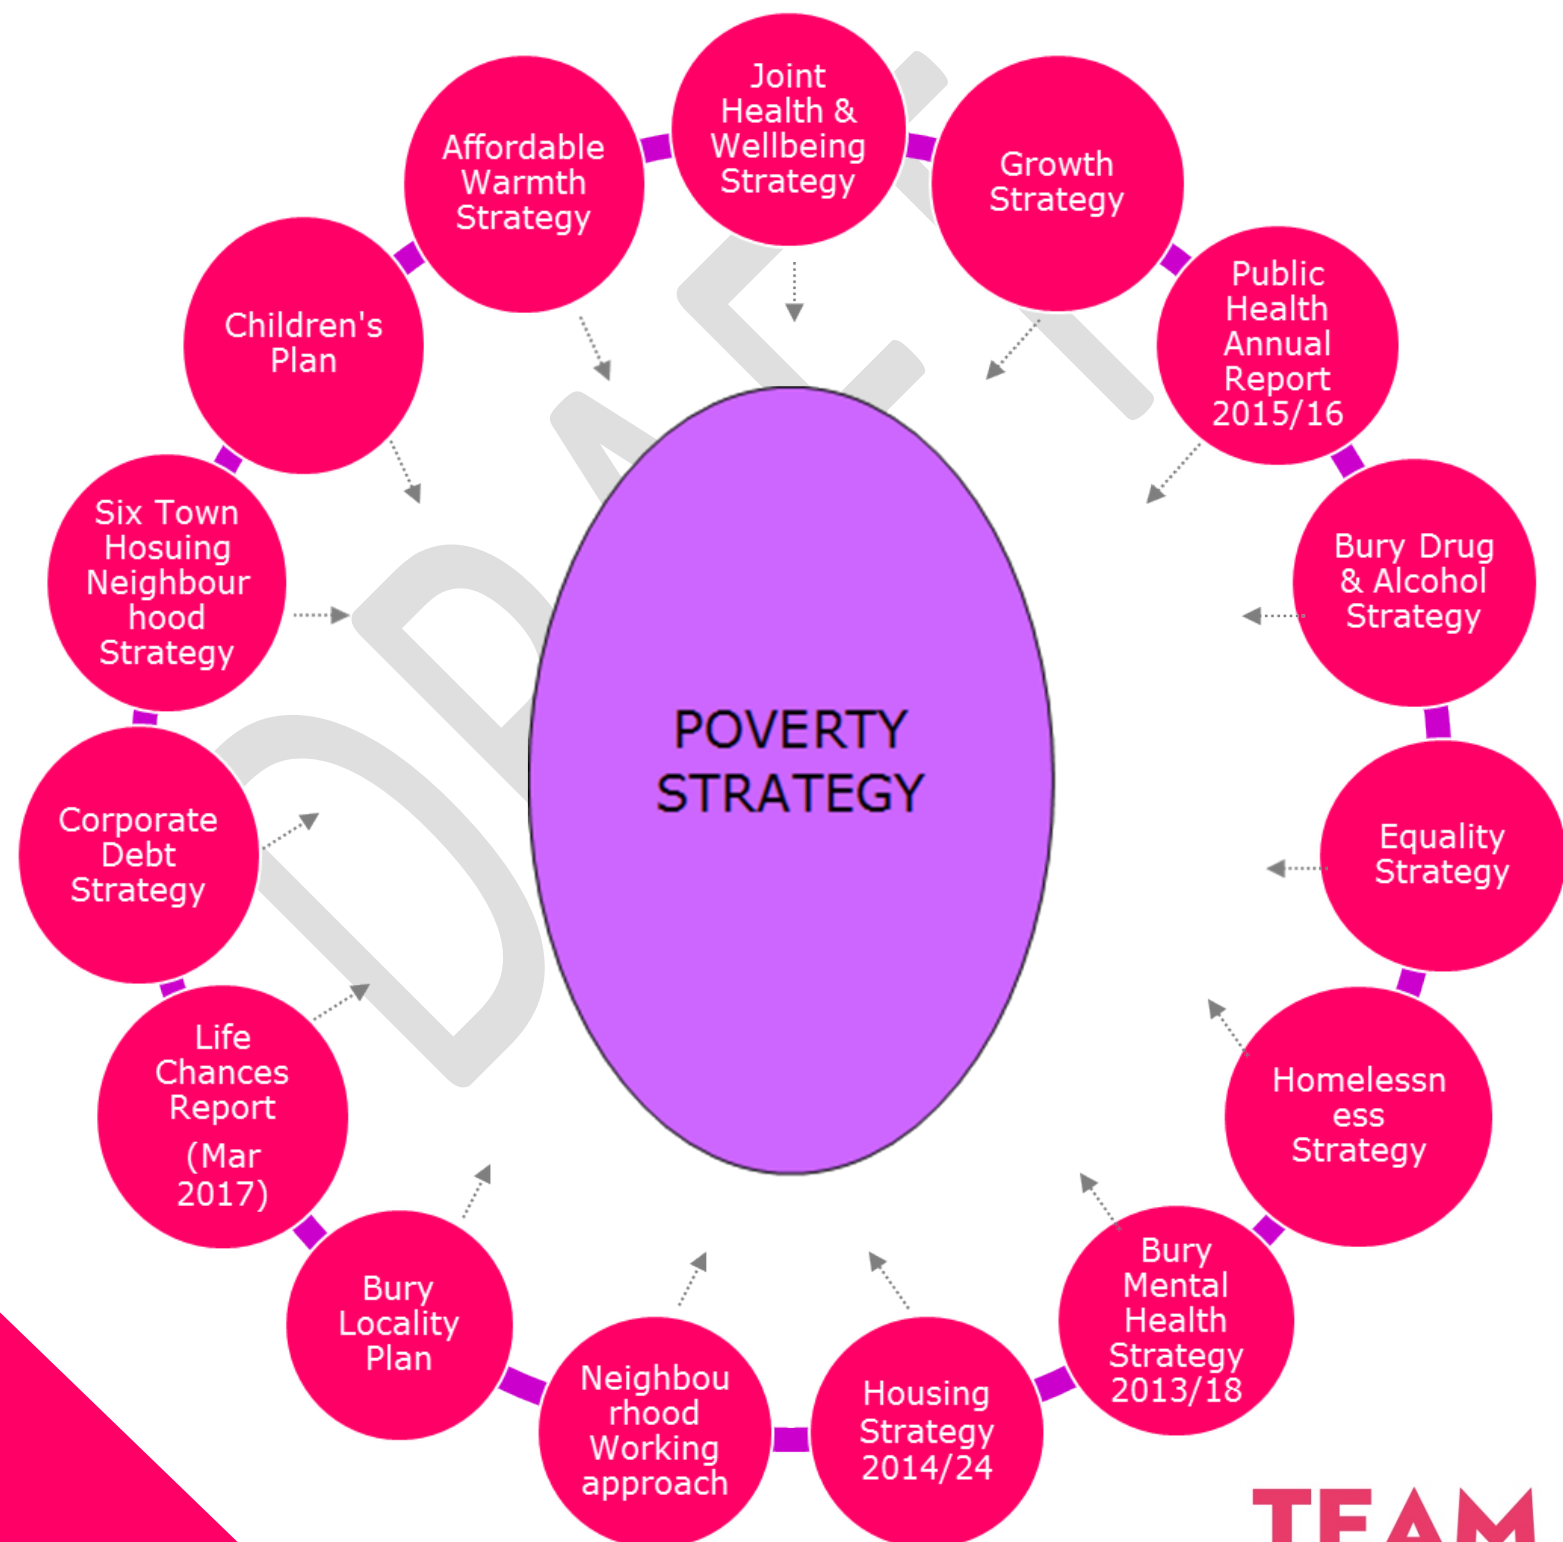 Joint
Health &
Wellbeing
Strategy
Growth
Strategy
Public
Health
Annual
Report
2015/16
Bury Drug
& Alcohol
Strategy
Equality
Strategy
Homelessn
ess
Strategy
Bury
Mental
Health
Strategy
2013/18
Housing
Strategy
2014/24
Neighbou
rhood
Working
approach
Bury
Locality
Plan
Life
Chances
Report
(Mar
2017)
Corporate
Debt
Strategy
Six Town
Hosuing
Neighbour
hood
Strategy
Children's
Plan
Affordable
Warmth
Strategy
POVERTY
STRATEGY
DRAFT
TEAM